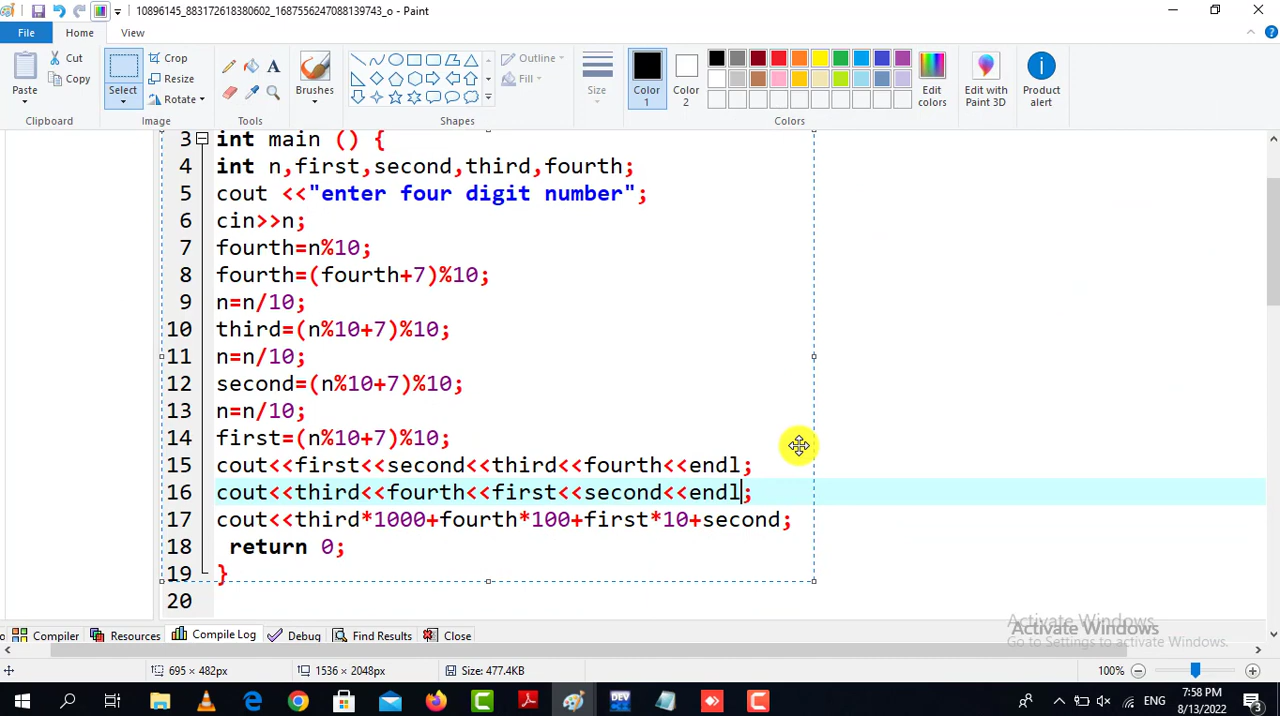 10896145_883172618380602_1687556247088139743_o - Paint
File Home View
Paste Cut Copy
Clipboard
Select Crop Resize Rotate
Image
A
Tools
Brushes
Outline Fill
Shapes
Size
Color 1 Color 2
Edit colors
Colors
Edit with Paint 3D
Product alert
3 int main () {
4 int n,first,second,third,fourth;
5 cout <<"enter four digit number";
6 cin>>n;
7 fourth=n%10;
8 fourth=(fourth+7)%10;
9 n=n/10;
10 third=(n%10+7)%10;
11 n=n/10;
12 second=(n%10+7)%10;
13 n=n/10;
14 first=(n%10+7)%10;
15 cout<<first<<second<<third<<fourth<<endl;
16 cout<<third<<fourth<<first<<second<<endl;
17 cout<<third*1000+fourth*100+first*10+second;
18 return 0;
19 }
20
Activate Windows
Activate Windows
Go to Settings to activate Windows.
Compiler Resources Compile Log Debug Find Results Close
695 × 482px 1536 × 2048px Size: 477.4KB 100%
DEV
ENG
7:58 PM
8/13/2022
3